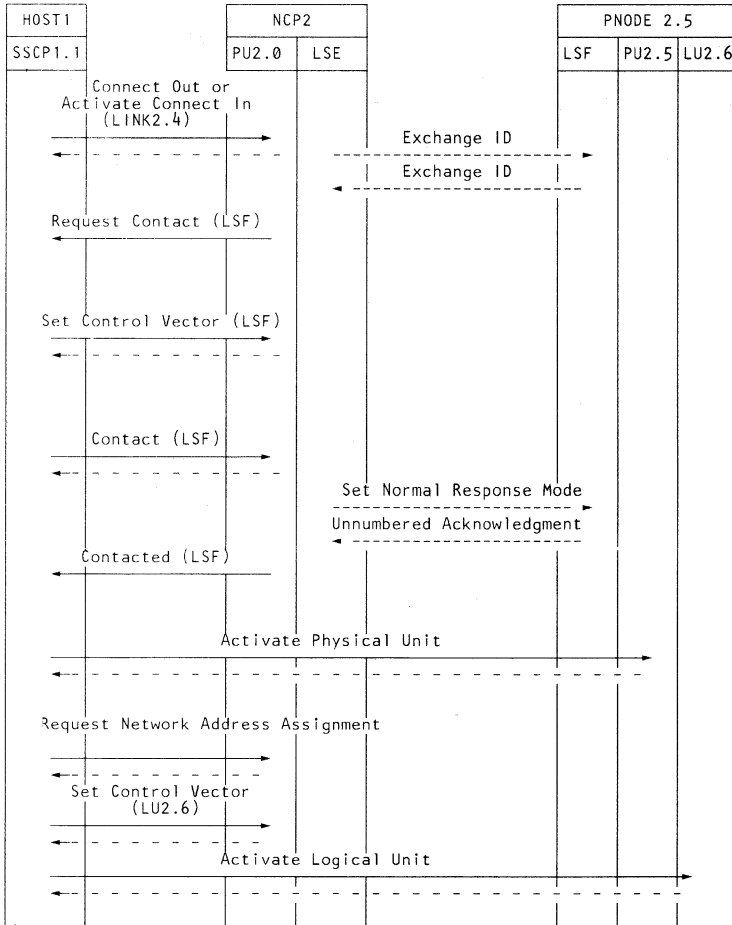 HOST1
NCP2
PNODE 2.5
SSCP1.1
PU2.0
LSE
LSF
PU2.5
LU2.6
Connect Out or
Activate Connect In
(LINK2.4)
Exchange ID
Exchange ID
Request Contact (LSF)
Set Control Vector (LSF)
Contact (LSF)
Set Normal Response Mode
Unnumbered Acknowledgment
Contacted (LSF)
Activate Physical Unit
Request Network Address Assignment
Set Control Vector
(LU2.6)
Activate Logical Unit